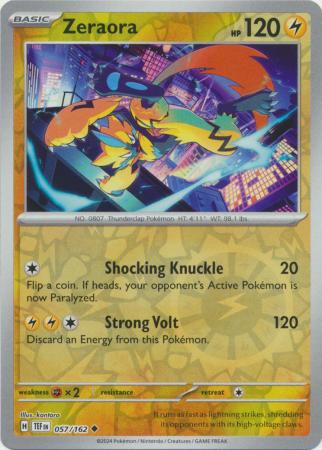 BASIC
Zeraora
HP 120
NO. 0807 Thunderclap Pokémon HT: 4'11" WT: 98.1 lbs.
Shocking Knuckle 20
Flip a coin. If heads, your opponent's Active Pokémon is
now Paralyzed.
Strong Volt 120
Discard an Energy from this Pokémon.
weakness ×2 resistance retreat
Illus. kantaro
H TEF EN 057/162
It runs as fast as lightning strikes, shredding
its opponents with its high-voltage claws.
©2024 Pokémon / Nintendo / Creatures / GAME FREAK